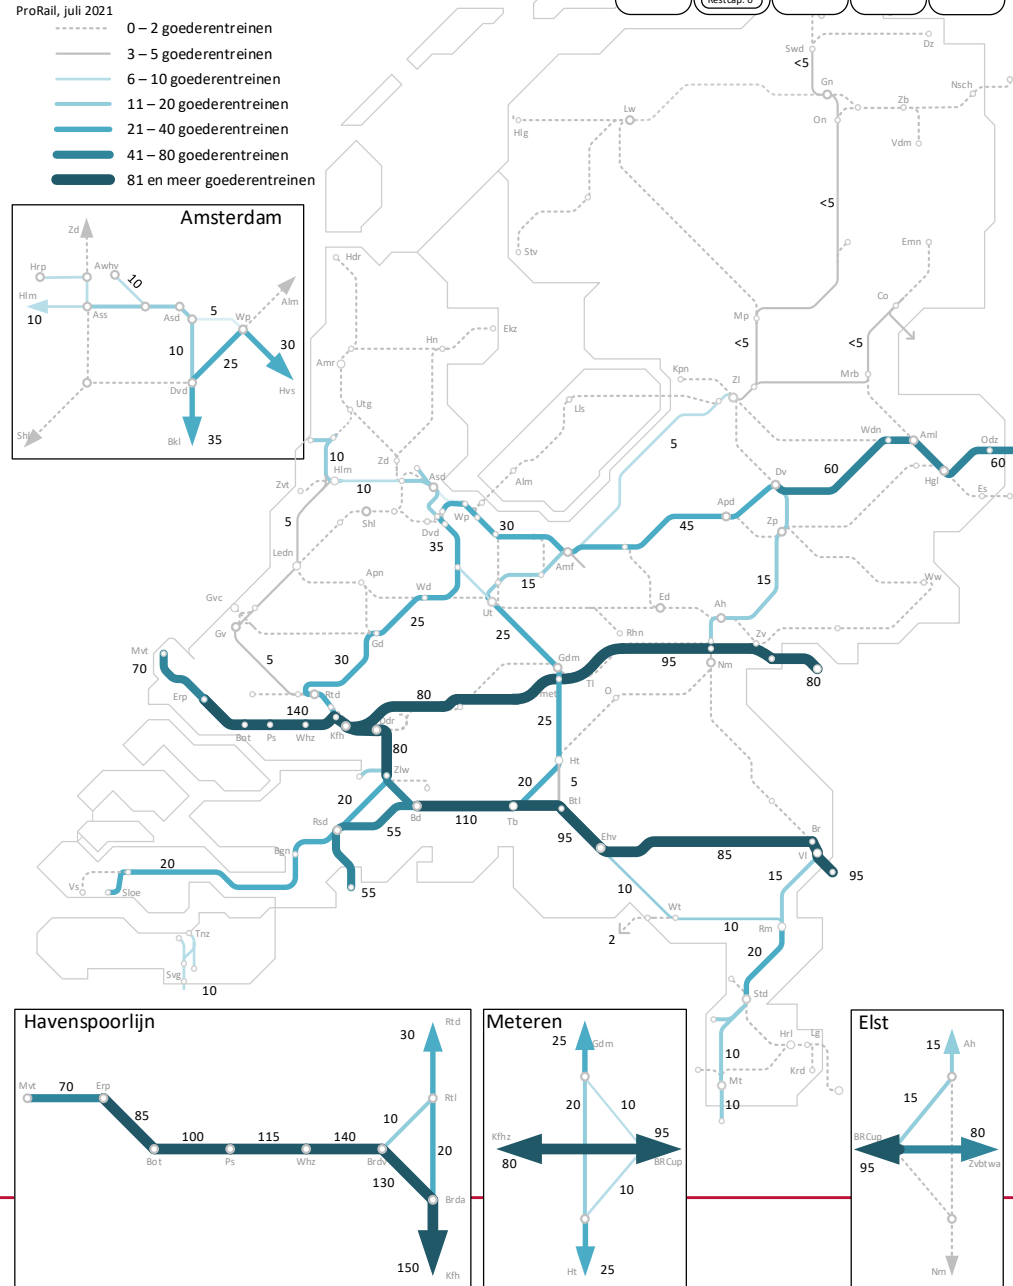 ProRail, juli 2021
Restcap. 0
0 – 2 goederentreinen
3 – 5 goederentreinen
6 – 10 goederentreinen
11 – 20 goederentreinen
21 – 40 goederentreinen
41 – 80 goederentreinen
81 en meer goederentreinen
Amsterdam
Zd
Hrp
Awhv
10
Hlm
10
Ass
Asd
5
Wp
Alm
10
25
30
Dvd
Hvs
Shl
Bkl
35
Swd
<5
Dz
Gn
Nsch
Zb
On
Vdm
Lw
Hlg
<5
Stv
Emn
Hdr
Co
Mp
<5
<5
Ekz
Hn
Amr
Kpn
Zl
Mrb
Utg
Lls
10
Wdn
Aml
Odz
60
Zd
5
Hlm
10
Asd
Alm
Dv
60
Hgl
Es
Zvt
Shl
Wp
30
Apd
45
Zp
5
Dvd
35
Ledn
Amf
Apn
Wd
15
15
Ww
Gvc
25
Ut
Ed
Ah
Gv
Gd
25
Rhn
Zv
Mvt
70
5
30
Gdm
95
Nm
80
Erp
Rtd
80
met
Tl
O
140
Ddr
25
Bot
Ps
Whz
Kfh
80
Zlw
Ht
20
5
20
Btl
Rsd
55
Bd
110
Tb
95
Ehv
Br
Bgn
85
Vl
95
20
15
Vs
Sloe
55
10
Wt
10
Rm
2
Tnz
20
Svg
10
Std
Hrl
Lg
10
Krd
Mt
10
Havenspoorlijn
Rtd
30
Mvt
70
Erp
Rtl
85
10
100
115
140
20
Bot
Ps
Whz
Brdv
130
Brda
150
Kfh
Meteren
25
Gdm
20
10
Kfhz
95
80
BRCup
10
Ht
25
Elst
15
Ah
15
BRCup
80
95
Zvbtwa
Nm